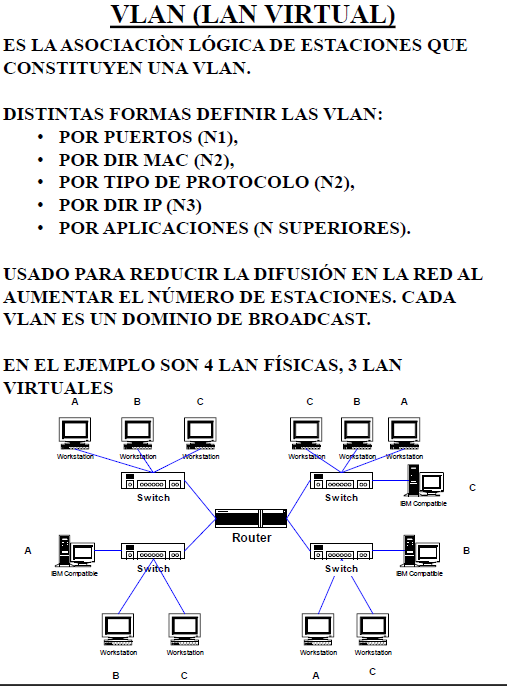 VLAN (LAN VIRTUAL)
ES LA ASOCIACIÒN LÓGICA DE ESTACIONES QUE
CONSTITUYEN UNA VLAN.
DISTINTAS FORMAS DEFINIR LAS VLAN:
• POR PUERTOS (N1),
• POR DIR MAC (N2),
• POR TIPO DE PROTOCOLO (N2),
• POR DIR IP (N3)
• POR APLICACIONES (N SUPERIORES).
USADO PARA REDUCIR LA DIFUSIÓN EN LA RED AL
AUMENTAR EL NÚMERO DE ESTACIONES. CADA
VLAN ES UN DOMINIO DE BROADCAST.
EN EL EJEMPLO SON 4 LAN FÍSICAS, 3 LAN
VIRTUALES
A B C C B A
Workstation Workstation Workstation Workstation Workstation Workstation
Switch Switch
C
IBM Compatible
Router
A B
IBM Compatible Switch Switch IBM Compatible
Workstation Workstation Workstation Workstation
B C A C